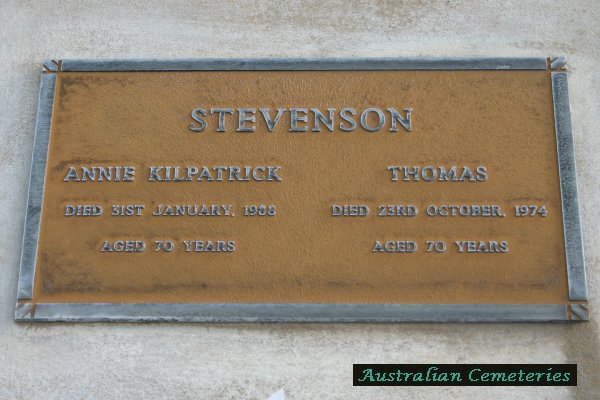 STEVENSON
ANNIE KILPATRICK
DIED 31ST JANUARY,
AGED 70 YEARS
THOMAS
DIED 23RD OCTOBER, 1974
AGED 70 YEARS
Australian Cemeteries